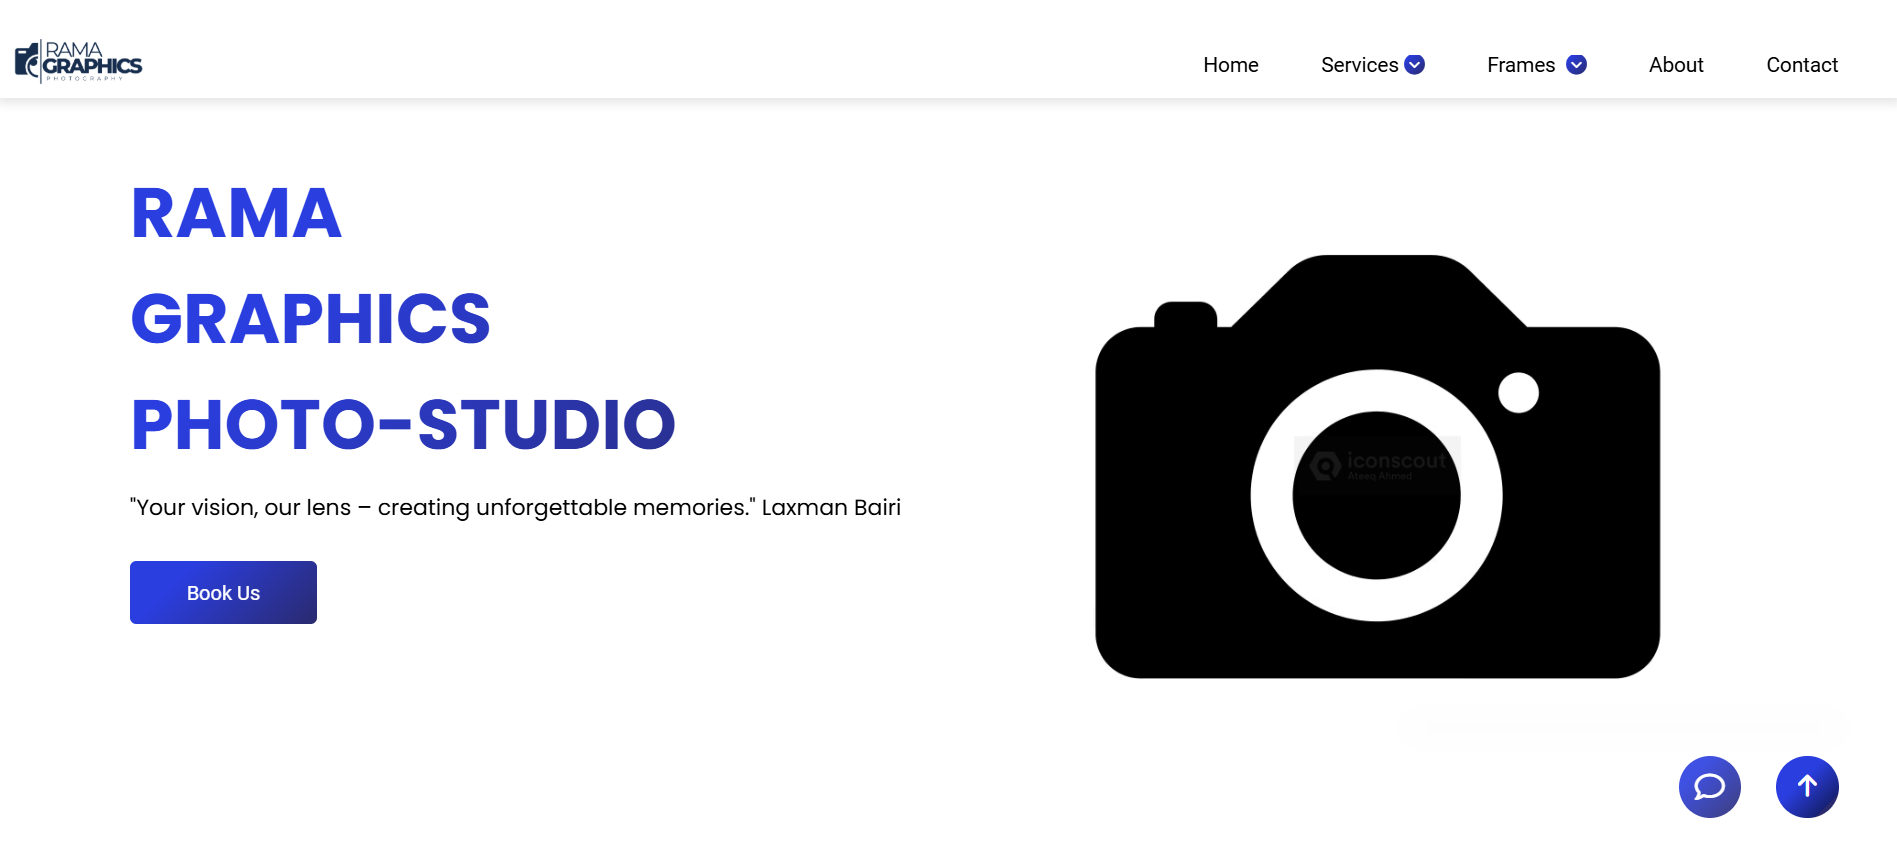 RAMA
GRAPHICS
PHOTOGRAPHY
Home
Services
Frames
About
Contact
RAMA
GRAPHICS
PHOTO-STUDIO
"Your vision, our lens – creating unforgettable memories." Laxman Bairi
Book Us
iconscout
Ateeq Ahmed